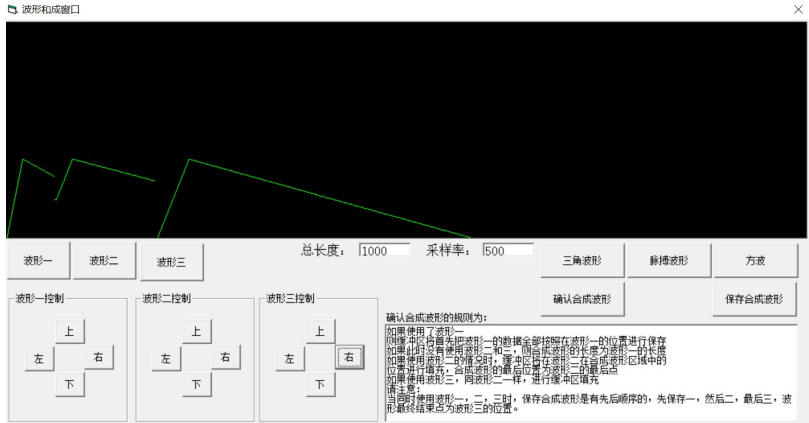 波形和成窗口
波形一
波形二
波形三
总长度： 1000
采样率： 500
三角波形
脉搏波形
方波
确认合成波形
保存合成波形
波形一控制
上
左
右
下
波形二控制
上
左
右
下
波形三控制
上
左
右
下
确认合成波形的规则为：
如果使用了波形一
则缓冲区将首先把波形一的数据全部按照在波形一的位置进行保存
如果此时没有使用波形二和三，则合成波形的长度为波形一的长度
如果使用波形二的情况时，缓冲区将在波形二在合成波形区域中的
位置进行填充，合成波形的最后位置为波形二的最后点
如果使用波形三，同波形二一样，进行缓冲区填充
请注意：
当同时使用波形一，二，三时，保存合成波形是有先后顺序的，先保存一，然后二，最后三，波
形最终结束点为波形三的位置。